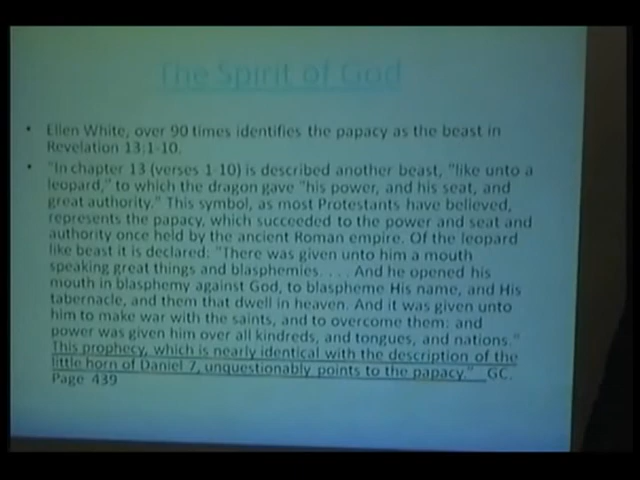 The Spirit of God
• Ellen White, over 90 times identifies the papacy as the beast in
Revelation 13:1-10.
• "In chapter 13 (verses 1-10) is described another beast, "like unto a
leopard," to which the dragon gave "his power, and his seat, and
great authority." This symbol, as most Protestants have believed,
represents the papacy, which succeeded to the power and seat and
authority once held by the ancient Roman empire. Of the leopard
like beast it is declared: "There was given unto him a mouth
speaking great things and blasphemies. . . . And he opened his
mouth in blasphemy against God, to blaspheme His name, and His
tabernacle, and them that dwell in heaven. And it was given unto
him to make war with the saints, and to overcome them: and
power was given him over all kindreds, and tongues, and nations."
This prophecy, which is nearly identical with the description of the
little horn of Daniel 7, unquestionably points to the papacy." GC.
Page 439